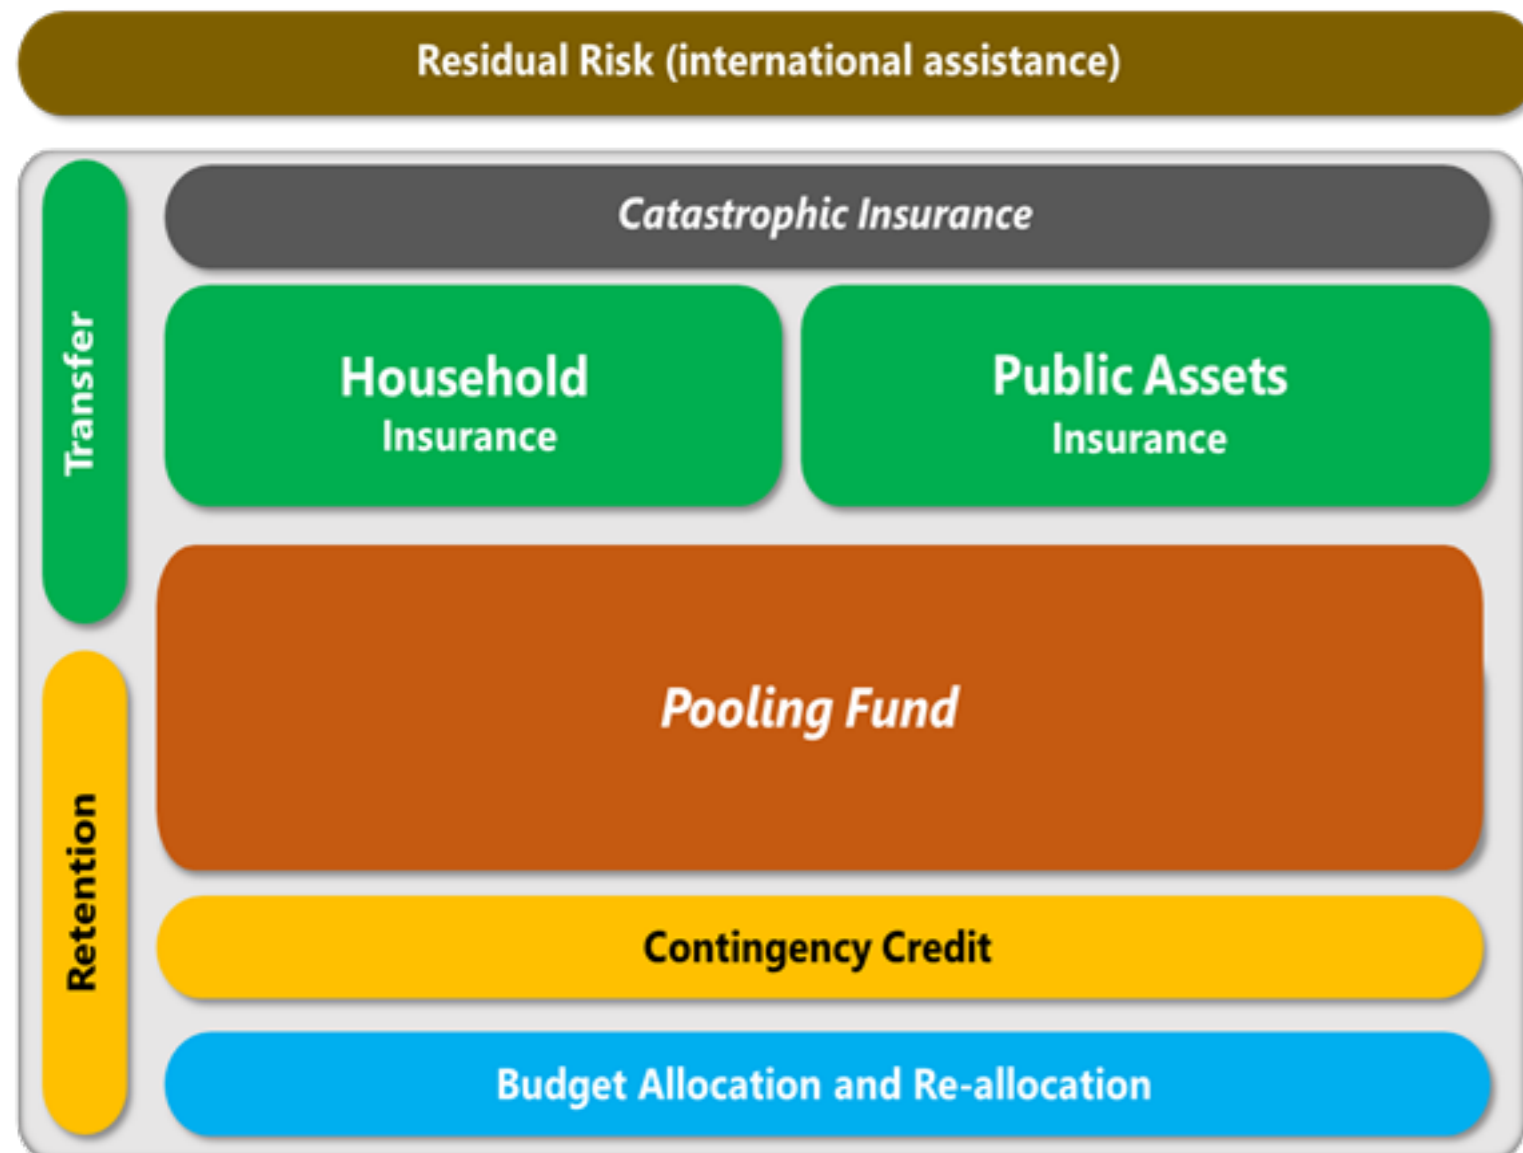 Residual Risk (international assistance)
Transfer
Catastrophic Insurance
Household
Insurance
Public Assets
Insurance
Pooling Fund
Retention
Contingency Credit
Budget Allocation and Re-allocation